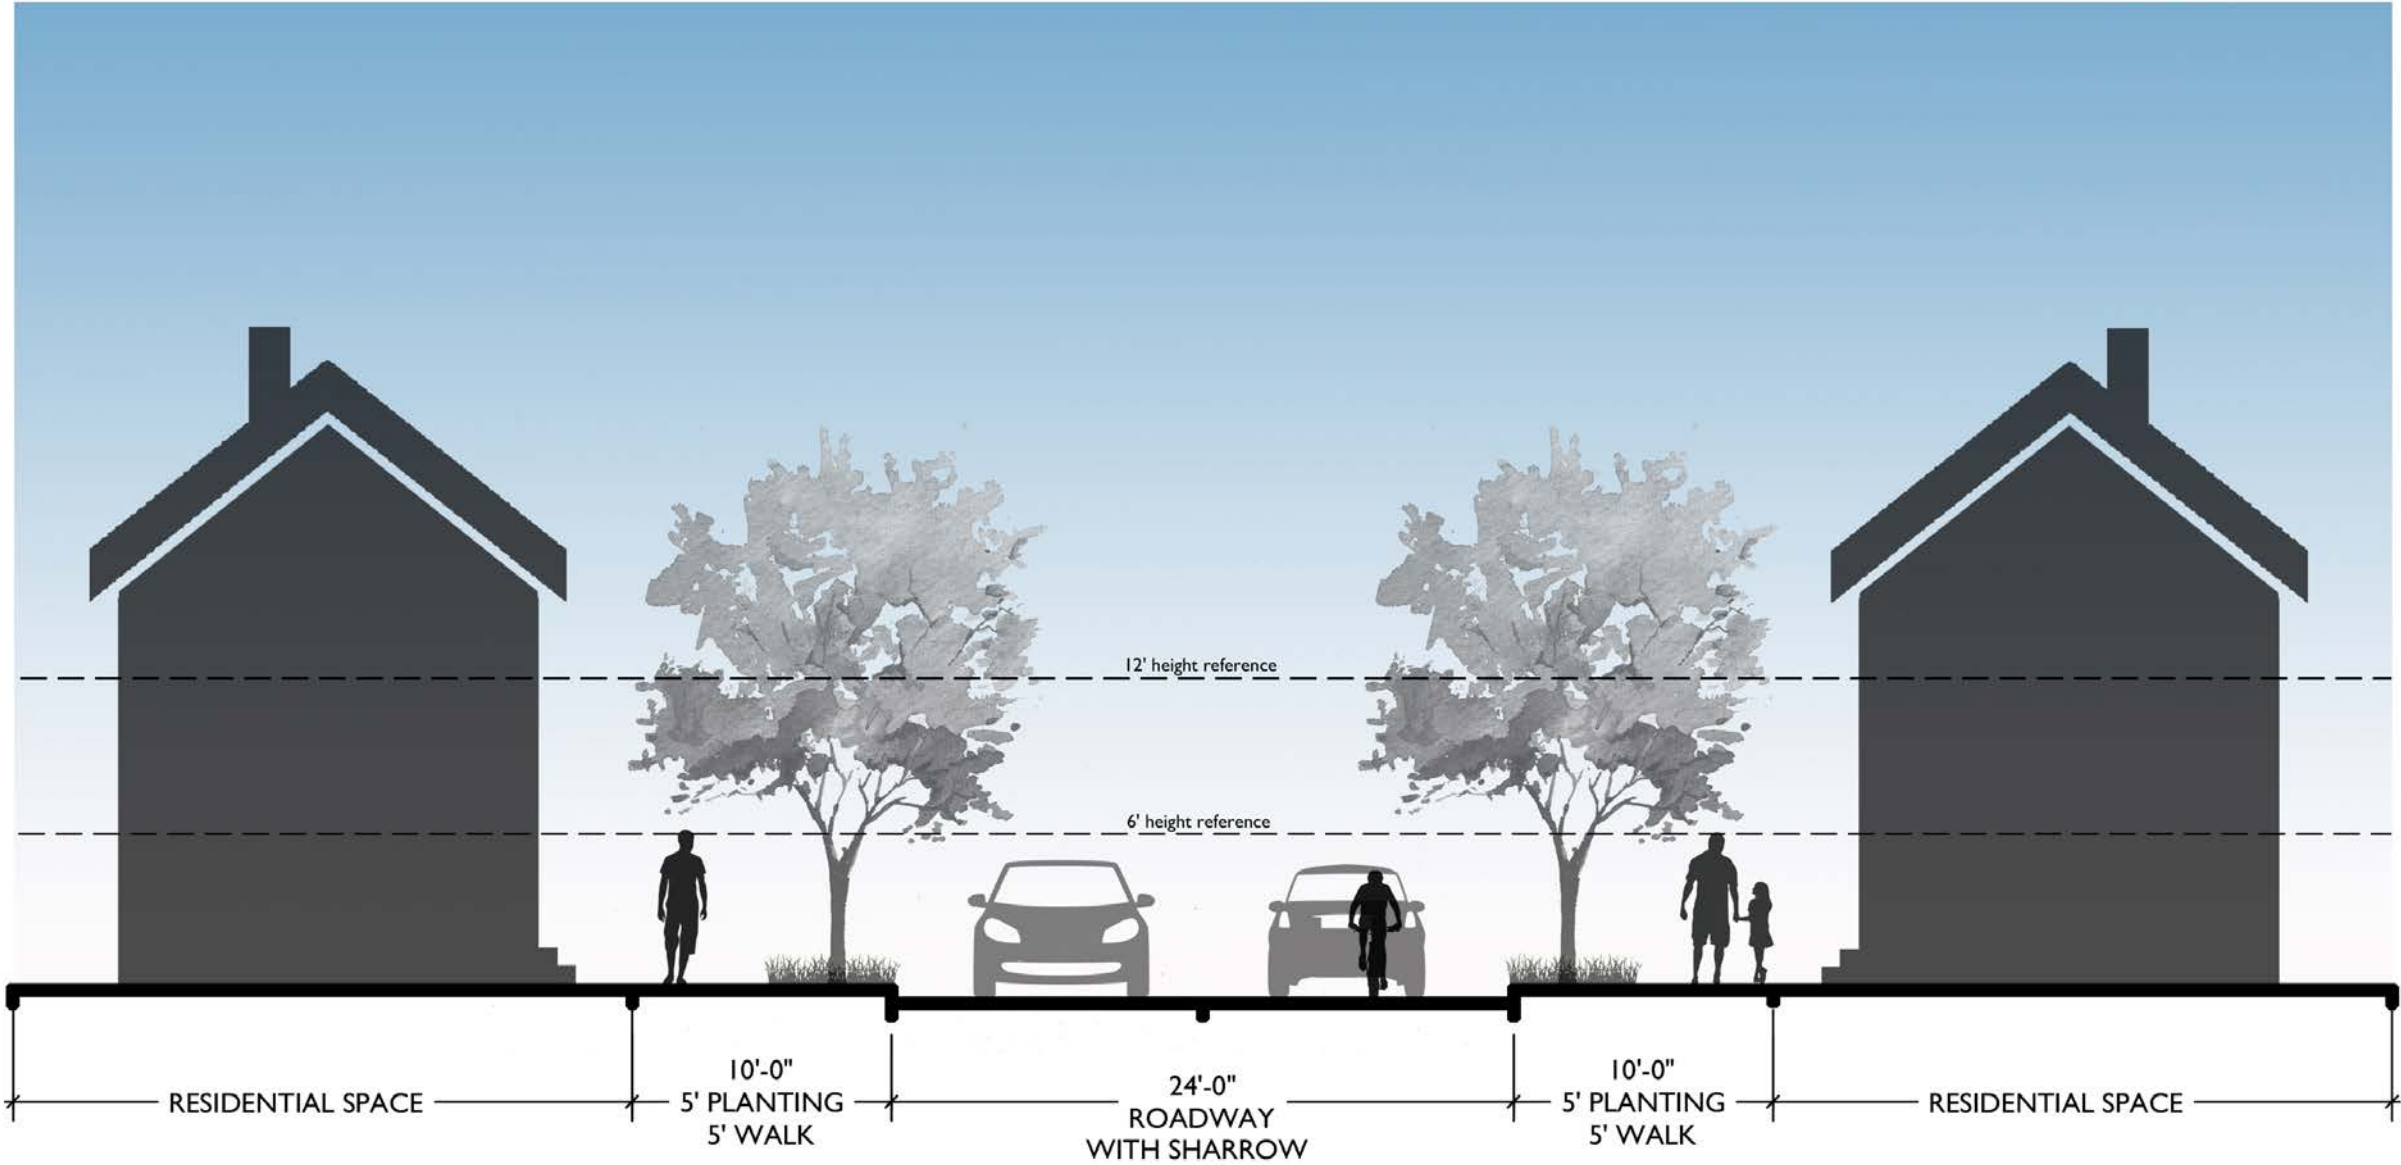 12' height reference
6' height reference
RESIDENTIAL SPACE
10'-0"
5' PLANTING
5' WALK
24'-0"
ROADWAY
WITH SHARROW
10'-0"
5' PLANTING
5' WALK
RESIDENTIAL SPACE